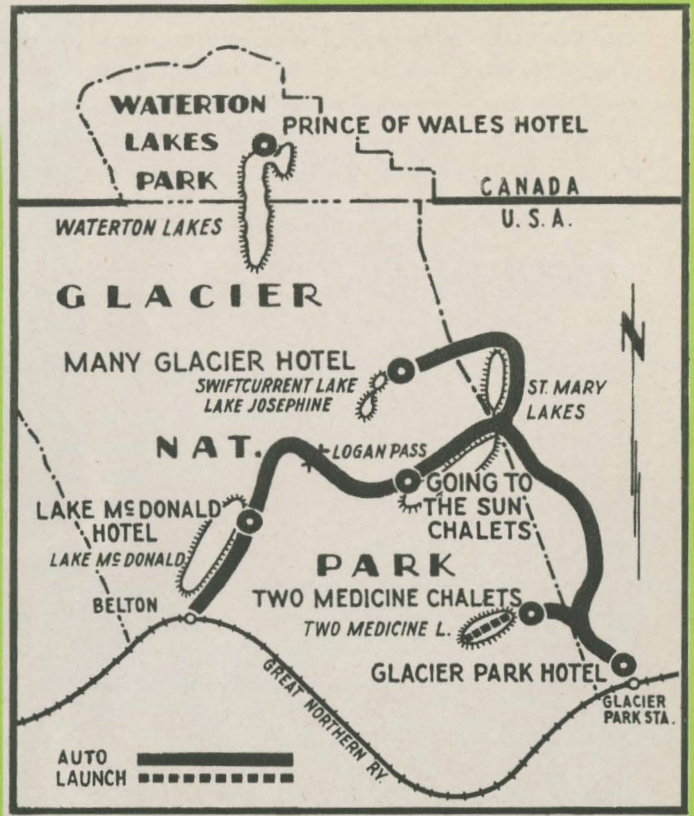 WATERTON
LAKES
PARK
PRINCE OF WALES HOTEL
CANADA
U.S.A.
WATERTON LAKES
GLACIER
N
MANY GLACIER HOTEL
SWIFTCURRENT LAKE
LAKE JOSEPHINE
ST. MARY
LAKES
NAT.
LOGAN PASS
GOING TO
THE SUN
CHALETS
LAKE McDONALD
HOTEL
LAKE McDONALD
PARK
BELTON
TWO MEDICINE CHALETS
TWO MEDICINE L.
GLACIER PARK HOTEL
GLACIER
PARK STA.
GREAT NORTHERN RY.
AUTO
LAUNCH